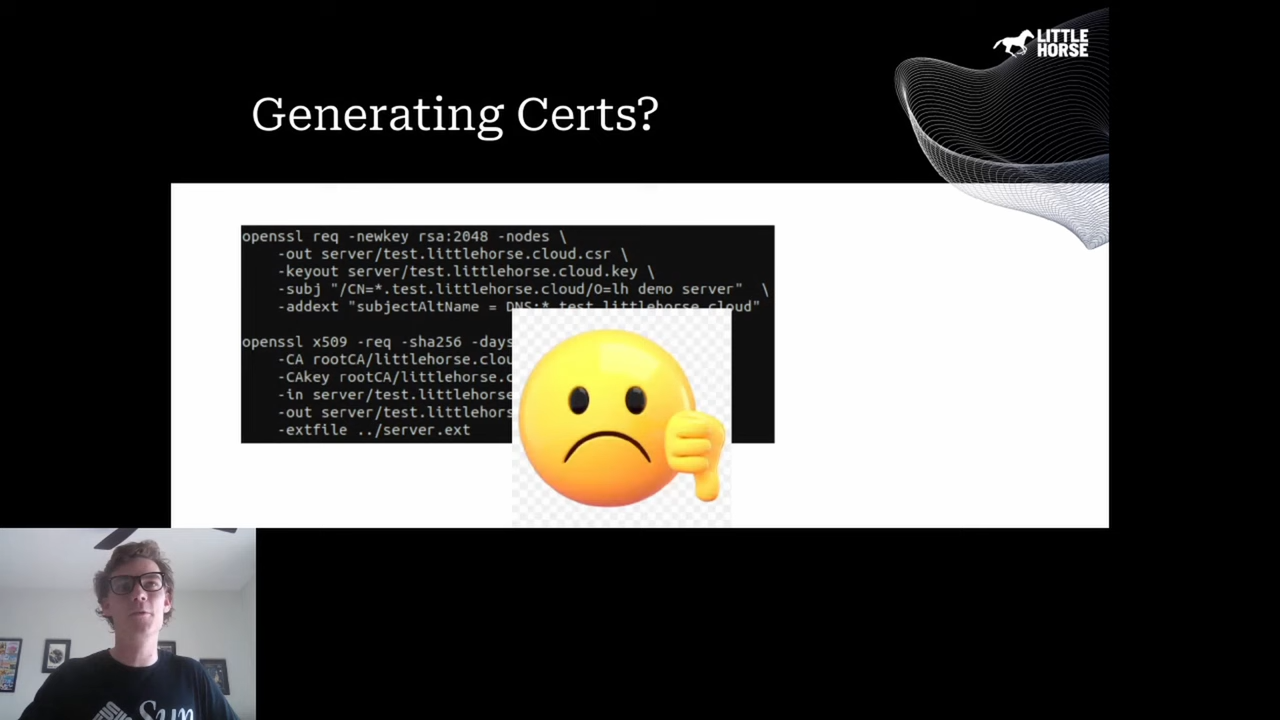 LITTLE
HORSE
Generating Certs?
openssl req -newkey rsa:2048 -nodes \
-out server/test.littlehorse.cloud.csr \
-keyout server/test.littlehorse.cloud.key \
-subj "/CN=*.test.littlehorse.cloud/O=lh demo server" \
-addext "subjectAltName = DNS:*.test.littlehorse.cloud"
openssl x509 -req -sha256 -days
-CA rootCA/littlehorse.clou
-CAkey rootCA/littlehorse.c
-in server/test.littlehorse
-out server/test.littlehors
-extfile ../server.ext
Sun